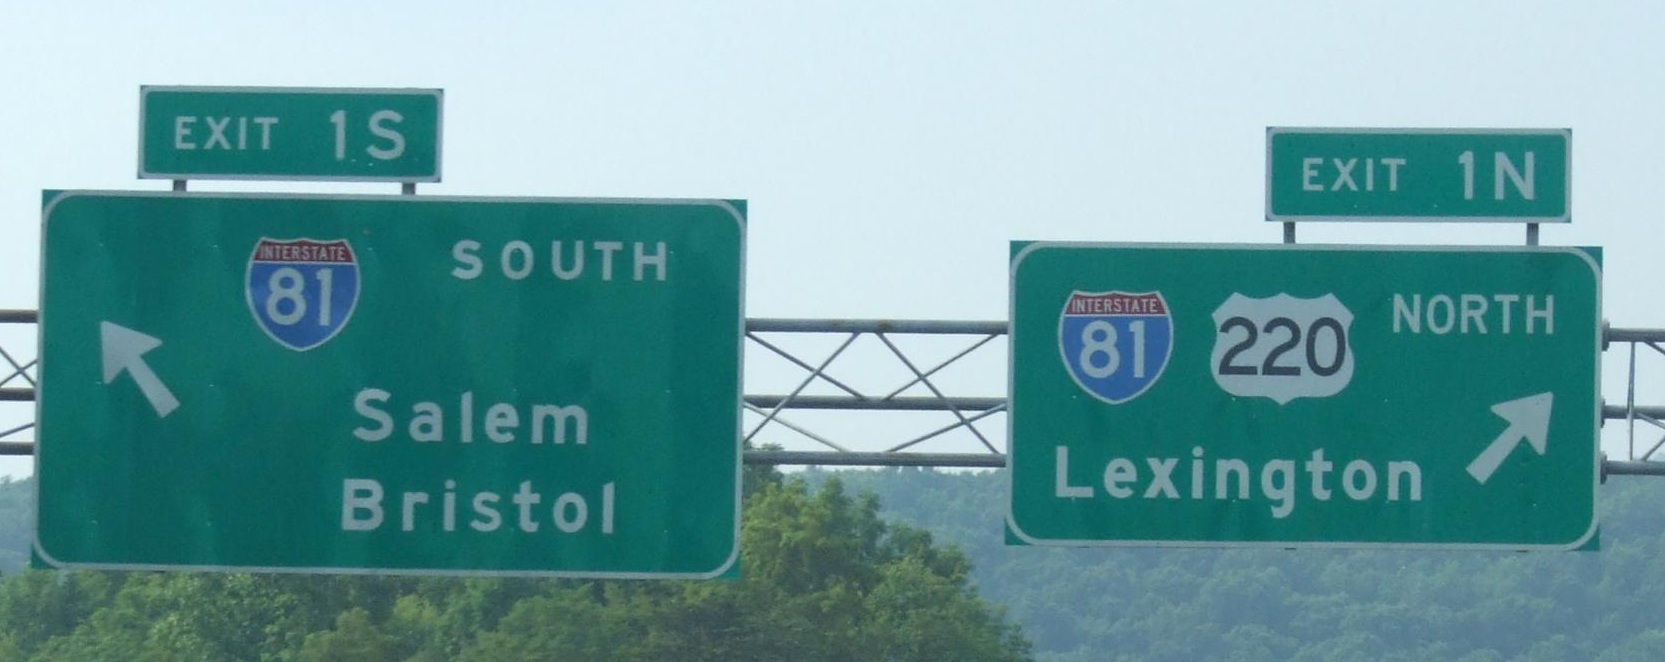 EXIT 1S
INTERSTATE
81
SOUTH
Salem
Bristol
EXIT 1N
INTERSTATE
81
220
NORTH
Lexington